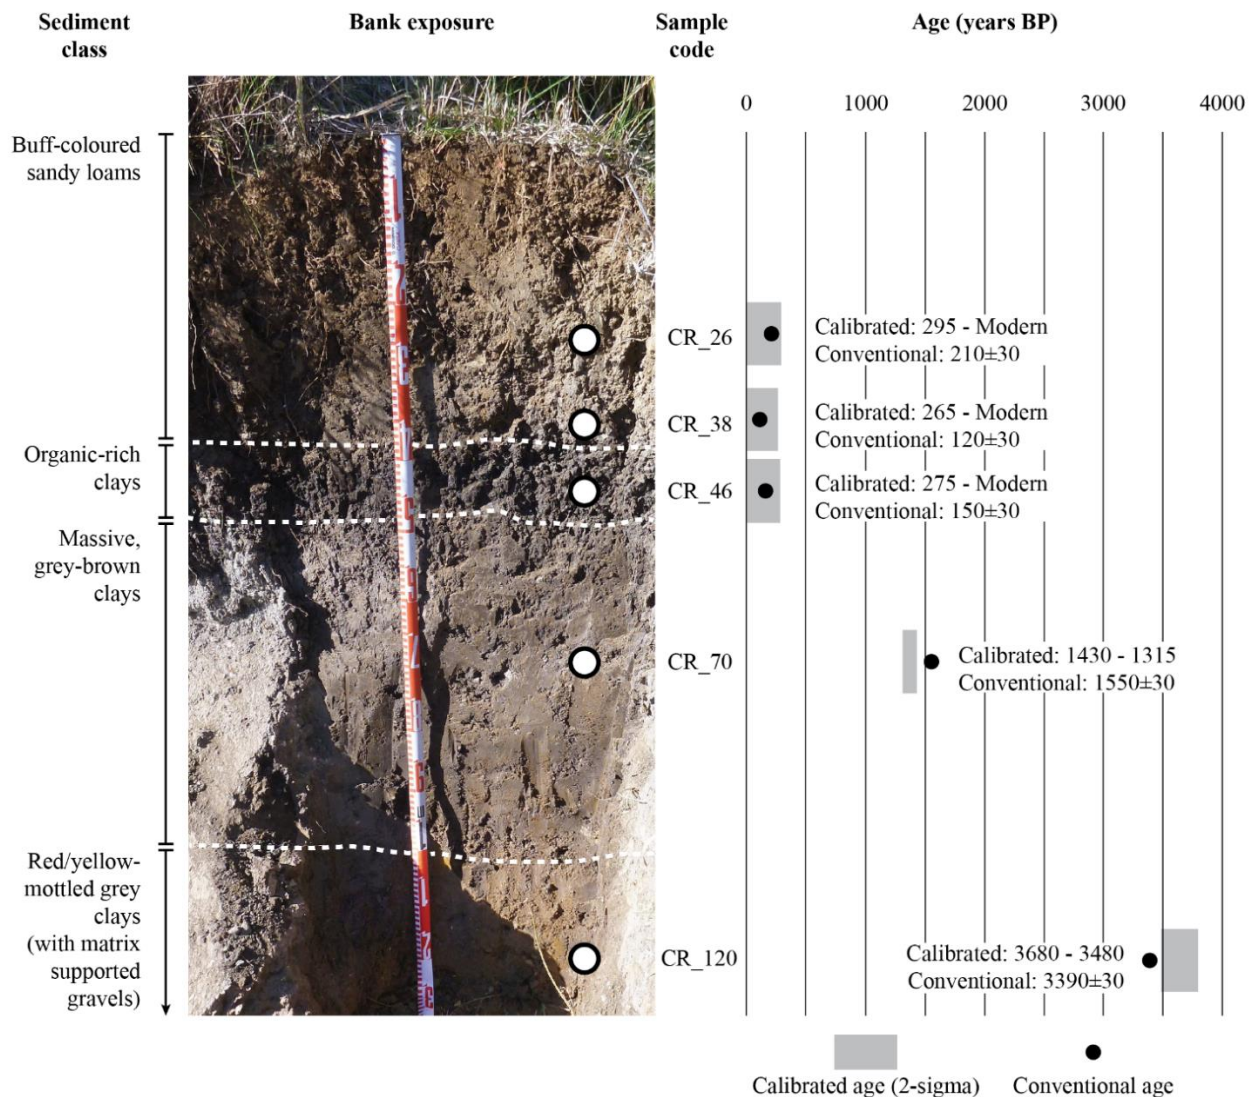 Sediment
class
Bank exposure
Sample
code
Age (years BP)
0
1000
2000
3000
4000
Buff-coloured
sandy loams
Organic-rich
clays
Massive,
grey-brown
clays
Red/yellow-
mottled grey
clays
(with matrix
supported
gravels)
CR_26
CR_38
CR_46
CR_70
CR_120
Calibrated: 295 - Modern
Conventional: 210±30
Calibrated: 265 - Modern
Conventional: 120±30
Calibrated: 275 - Modern
Conventional: 150±30
Calibrated: 1430 - 1315
Conventional: 1550±30
Calibrated: 3680 - 3480
Conventional: 3390±30
Calibrated age (2-sigma)
Conventional age